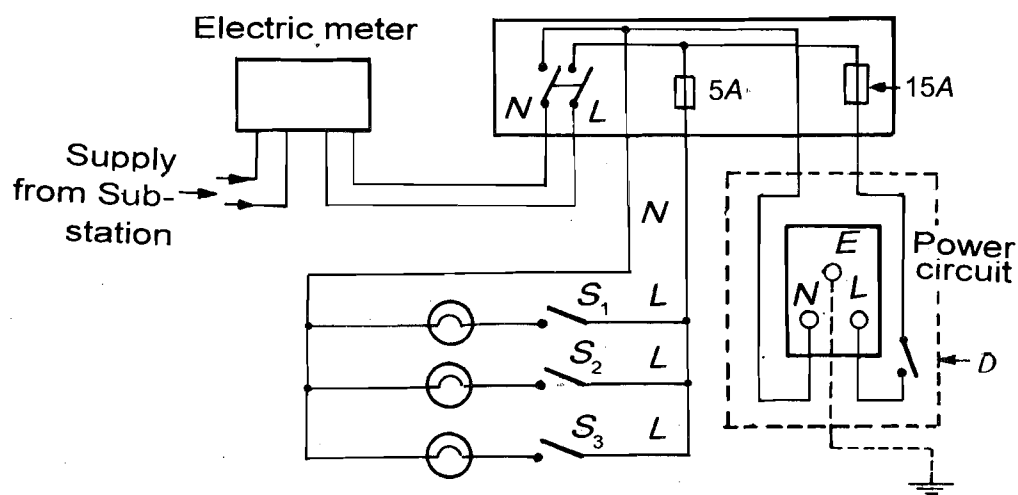 Electric meter
N
L
5A
15A
Supply
from Sub-
station
N
Power
circuit
E
N L
D
S₁ L
S₂ L
S₃ L